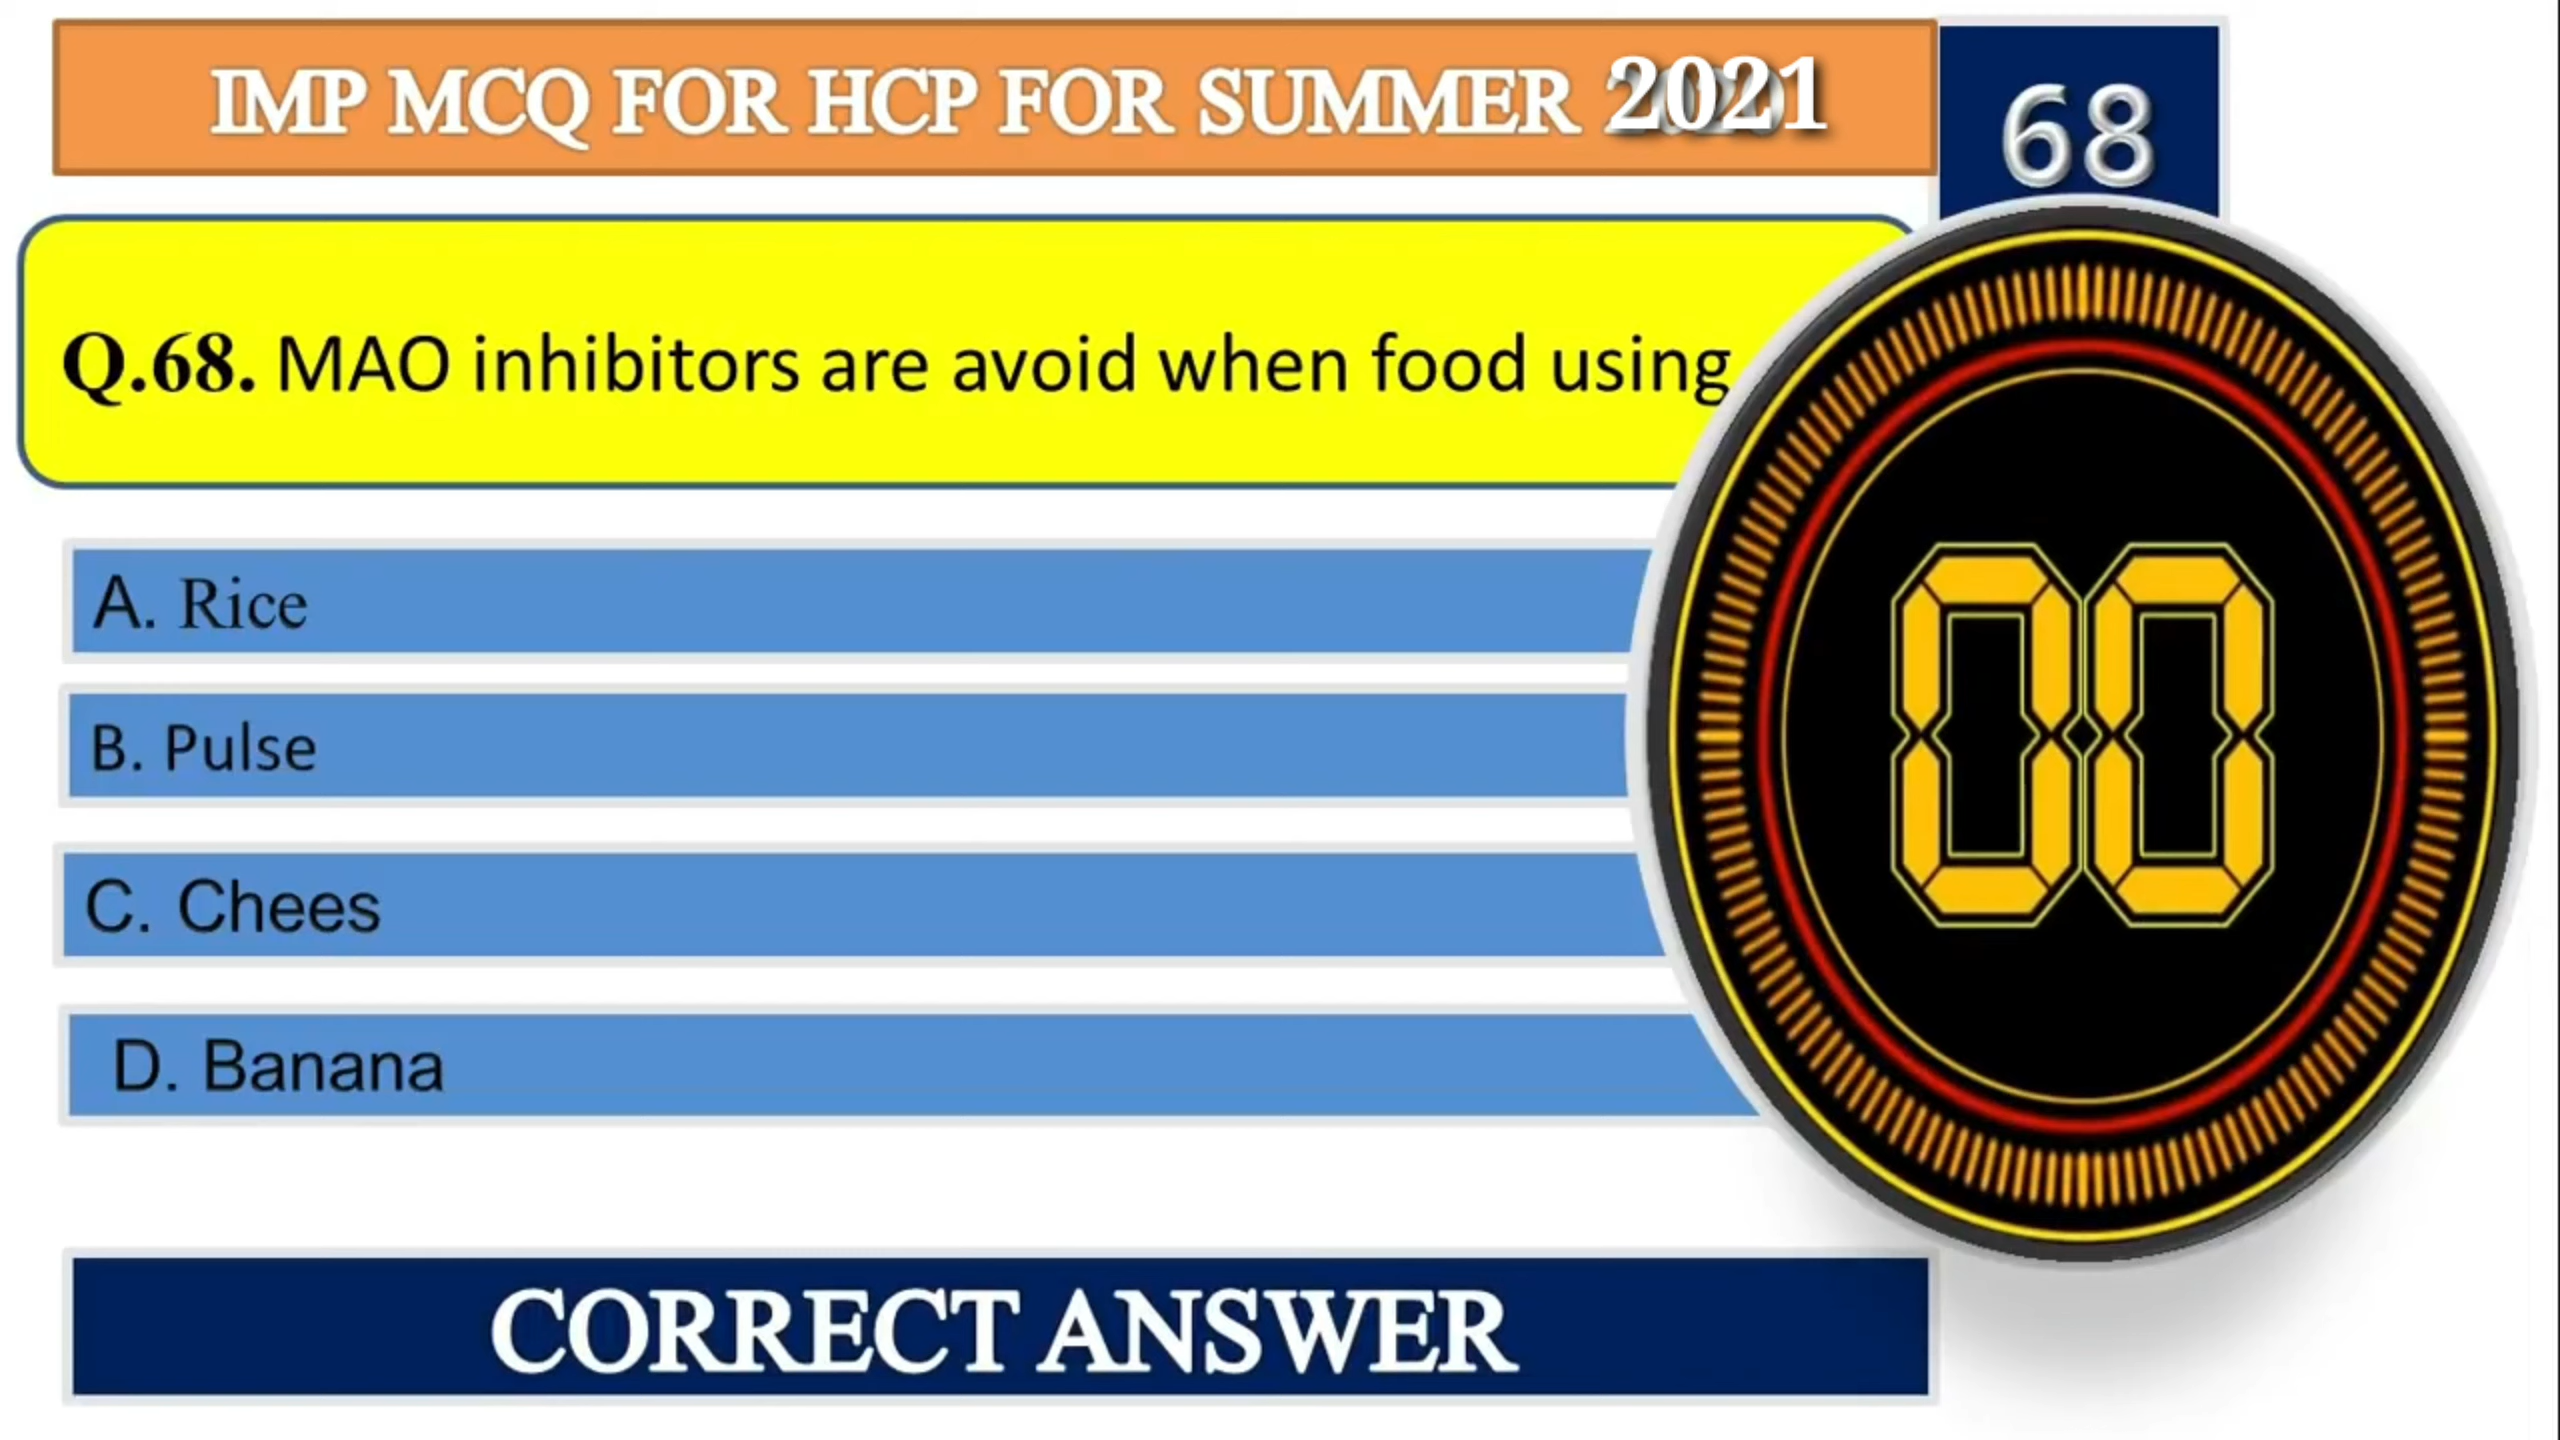 IMP MCQ FOR HCP FOR SUMMER 2021
68
Q.68. MAO inhibitors are avoid when food using
A. Rice
B. Pulse
C. Chees
D. Banana
00
CORRECT ANSWER